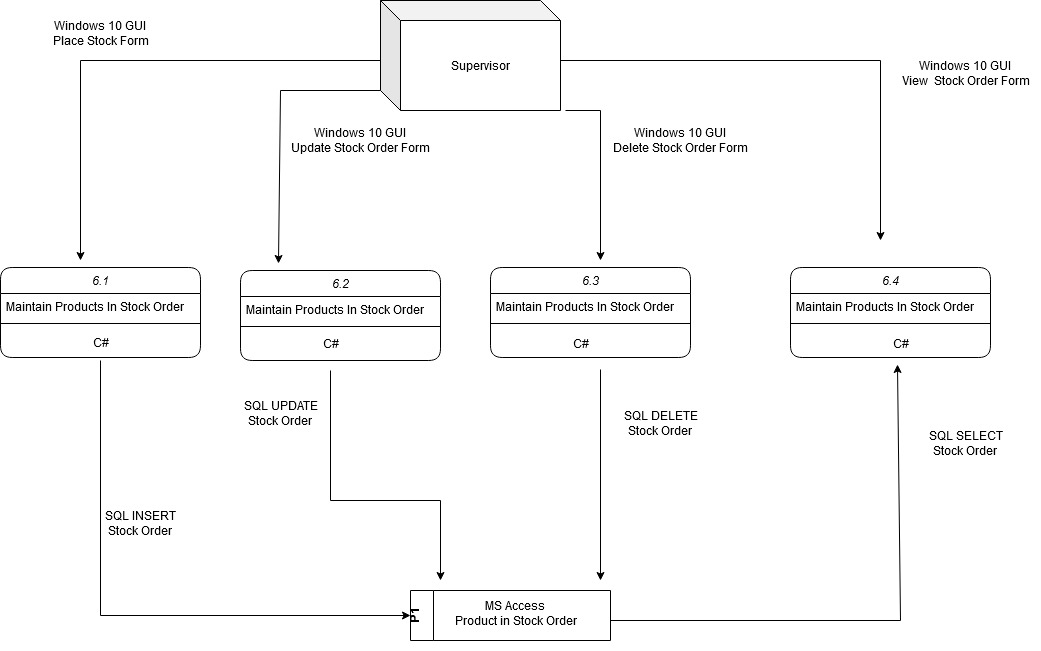 Windows 10 GUI
Place Stock Form
Supervisor
Windows 10 GUI
View Stock Order Form
Windows 10 GUI
Update Stock Order Form
Windows 10 GUI
Delete Stock Order Form
6.1
Maintain Products In Stock Order
C#
6.2
Maintain Products In Stock Order
C#
6.3
Maintain Products In Stock Order
C#
6.4
Maintain Products In Stock Order
C#
SQL UPDATE
Stock Order
SQL DELETE
Stock Order
SQL SELECT
Stock Order
SQL INSERT
Stock Order
P1
MS Access
Product in Stock Order